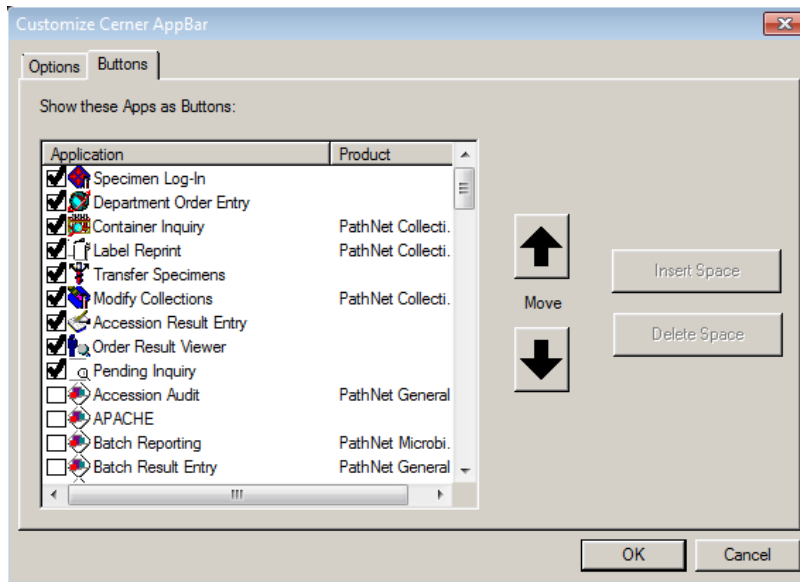 Customize Cerner AppBar
Options Buttons
Show these Apps as Buttons:
Application Product
Specimen Log-In
Department Order Entry
Container Inquiry PathNet Collecti.
Label Reprint PathNet Collecti.
Transfer Specimens
Modify Collections PathNet Collecti.
Accession Result Entry
Order Result Viewer
Pending Inquiry
Accession Audit PathNet General
APACHE
Batch Reporting PathNet Microbi.
Batch Result Entry PathNet General
Move
Insert Space
Delete Space
OK Cancel